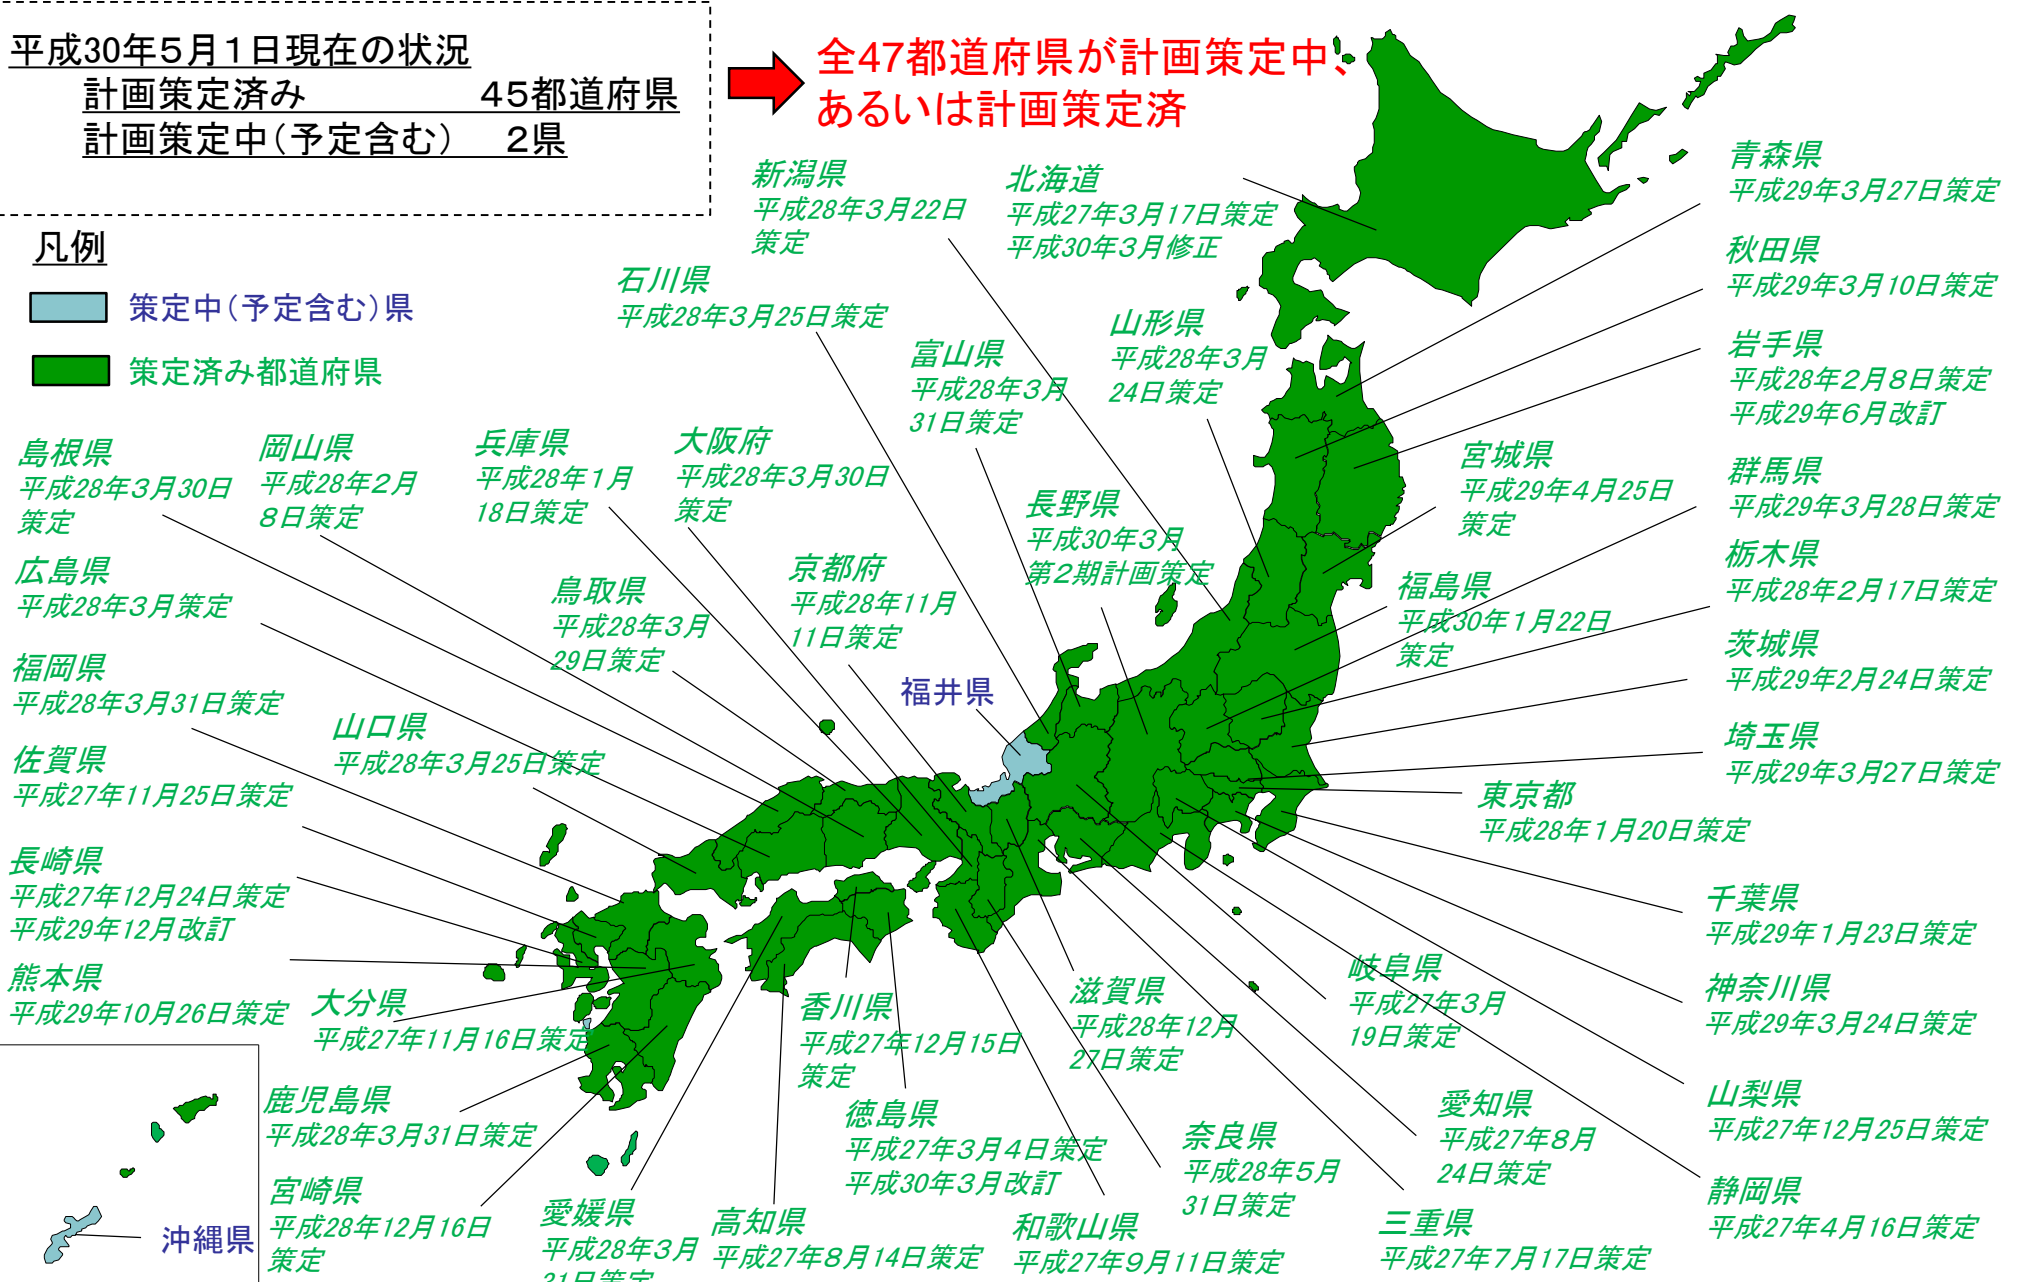 平成30年５月１日現在の状況
計画策定済み　　　　　45都道府県
計画策定中（予定含む）　２県
全47都道府県が計画策定中、
あるいは計画策定済
凡例
策定中（予定含む）県
策定済み都道府県
新潟県
平成28年３月22日
策定
北海道
平成27年３月17日策定
平成30年３月修正
青森県
平成29年３月27日策定
秋田県
平成29年３月10日策定
岩手県
平成28年２月８日策定
平成29年６月改訂
石川県
平成28年３月25日策定
富山県
平成28年３月
31日策定
山形県
平成28年３月
24日策定
宮城県
平成29年４月25日
策定
群馬県
平成29年３月28日策定
島根県
平成28年３月30日
策定
岡山県
平成28年２月
８日策定
兵庫県
平成28年１月
18日策定
大阪府
平成28年３月30日
策定
長野県
平成30年３月
第２期計画策定
栃木県
平成28年２月17日策定
広島県
平成28年３月策定
鳥取県
平成28年３月
29日策定
京都府
平成28年11月
11日策定
福島県
平成30年１月22日
策定
茨城県
平成29年2月24日策定
福岡県
平成28年３月31日策定
山口県
平成28年３月25日策定
福井県
埼玉県
平成29年３月27日策定
佐賀県
平成27年11月25日策定
東京都
平成28年１月20日策定
長崎県
平成27年12月24日策定
平成29年12月改訂
千葉県
平成29年１月23日策定
熊本県
平成29年10月26日策定
大分県
平成27年11月16日策定
香川県
平成27年12月15日
策定
滋賀県
平成28年12月
27日策定
岐阜県
平成27年３月
19日策定
神奈川県
平成29年３月24日策定
鹿児島県
平成28年３月31日策定
徳島県
平成27年３月４日策定
平成30年３月改訂
奈良県
平成28年５月
31日策定
愛知県
平成27年８月
24日策定
山梨県
平成27年12月25日策定
沖縄県
宮崎県
平成28年12月16日
策定
愛媛県
平成28年３月
31日策定
高知県
平成27年８月14日策定
和歌山県
平成27年９月11日策定
三重県
平成27年７月17日策定
静岡県
平成27年４月16日策定